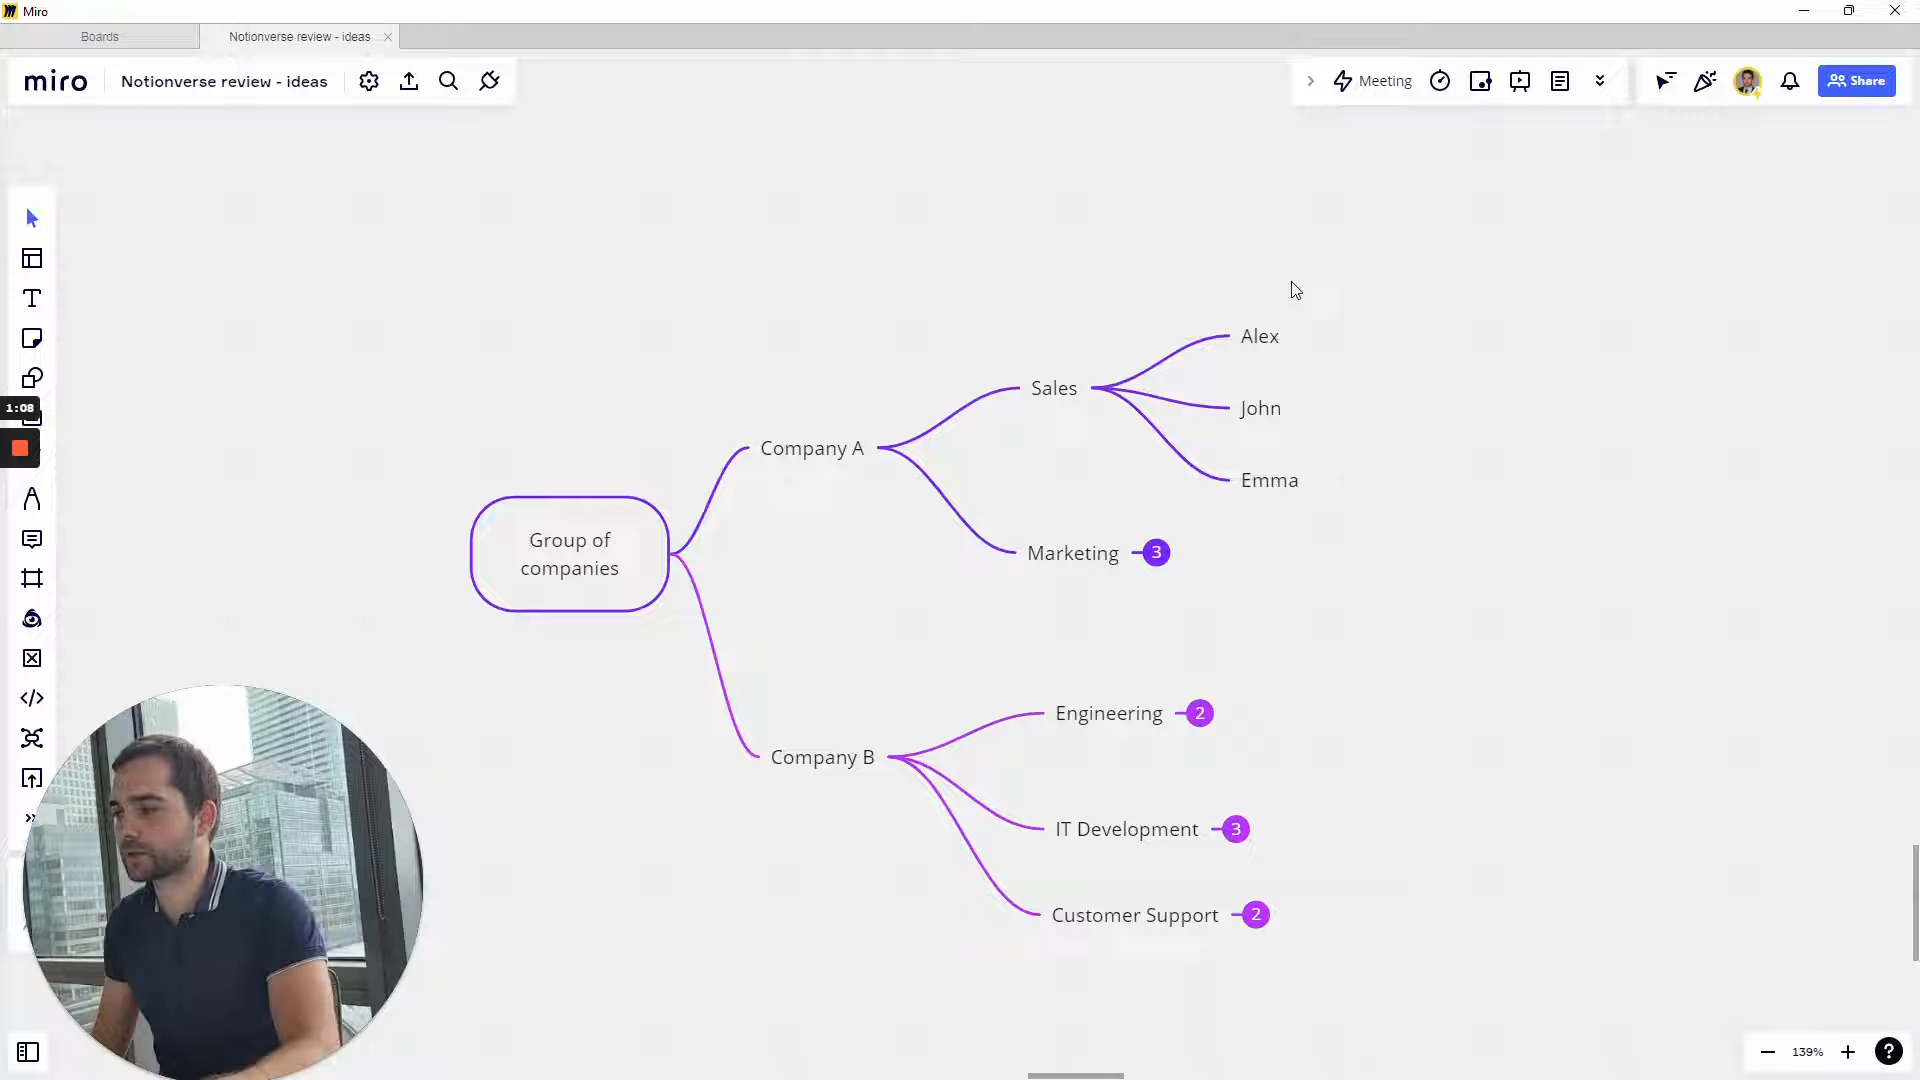 Miro
Boards
Notionverse review - ideas
miro
Notionverse review - ideas
Meeting
Share
1:08
Group of
companies
Company A
Sales
Alex
John
Emma
Marketing
3
Company B
Engineering
2
IT Development
3
Customer Support
2
139%